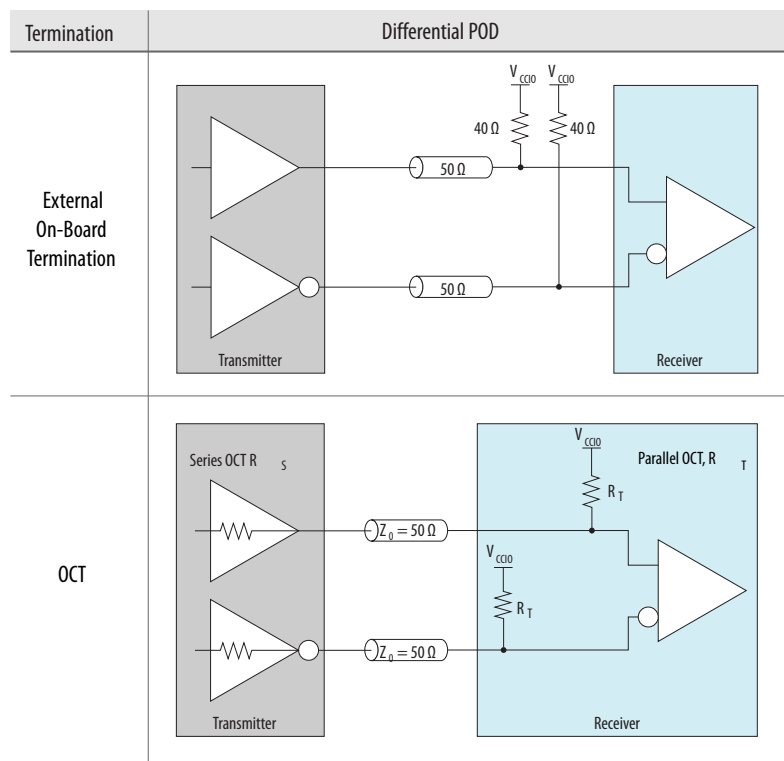 Termination
Differential POD
V CCIO
V CCIO
40 Ω
40 Ω
50 Ω
External
On-Board
Termination
50 Ω
Transmitter
Receiver
V CCIO
Series OCT R S
Parallel OCT, R T
R T
Z 0 = 50 Ω
V CCIO
OCT
R T
Z 0 = 50 Ω
Transmitter
Receiver